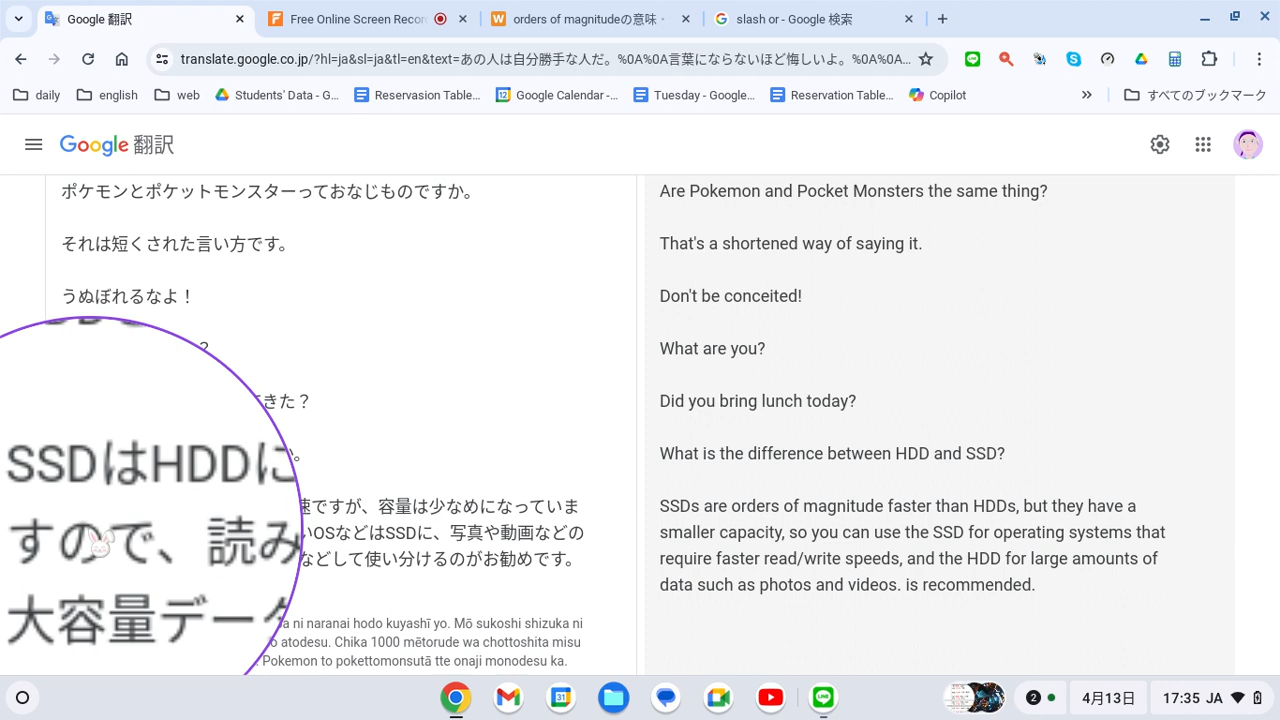 Google 翻訳
Free Online Screen Recor
orders of magnitudeの意味・
slash or - Google 検索
translate.google.co.jp/?hl=ja&sl=ja&tl=en&text=あの人は自分勝手な人だ。%0A%0A言葉にならないほど悔しいよ。%0A%0A...
daily
english
web
Students' Data - G...
Reservasion Table...
Google Calendar -...
Tuesday - Google...
Reservation Table...
Copilot
すべてのブックマーク
Google 翻訳
ポケモンとポケットモンスターっておなじものですか。
それは短くされた言い方です。
うぬぼれるなよ！
？
きた？
。
SSDはHDDに
すので、読み
大容量データ
速ですが、容量は少なめになっていま
いOSなどはSSDに、写真や動画などの
などして使い分けるのがお勧めです。
ba ni naranai hodo kuyashī yo. Mō sukoshi shizuka ni
o atodesu. Chika 1000 mētorude wa chottoshita misu
. Pokemon to pokettomonsutā tte onaji monodesu ka.
Are Pokemon and Pocket Monsters the same thing?
That's a shortened way of saying it.
Don't be conceited!
What are you?
Did you bring lunch today?
What is the difference between HDD and SSD?
SSDs are orders of magnitude faster than HDDs, but they have a
smaller capacity, so you can use the SSD for operating systems that
require faster read/write speeds, and the HDD for large amounts of
data such as photos and videos. is recommended.
2
4月13日
17:35 JA